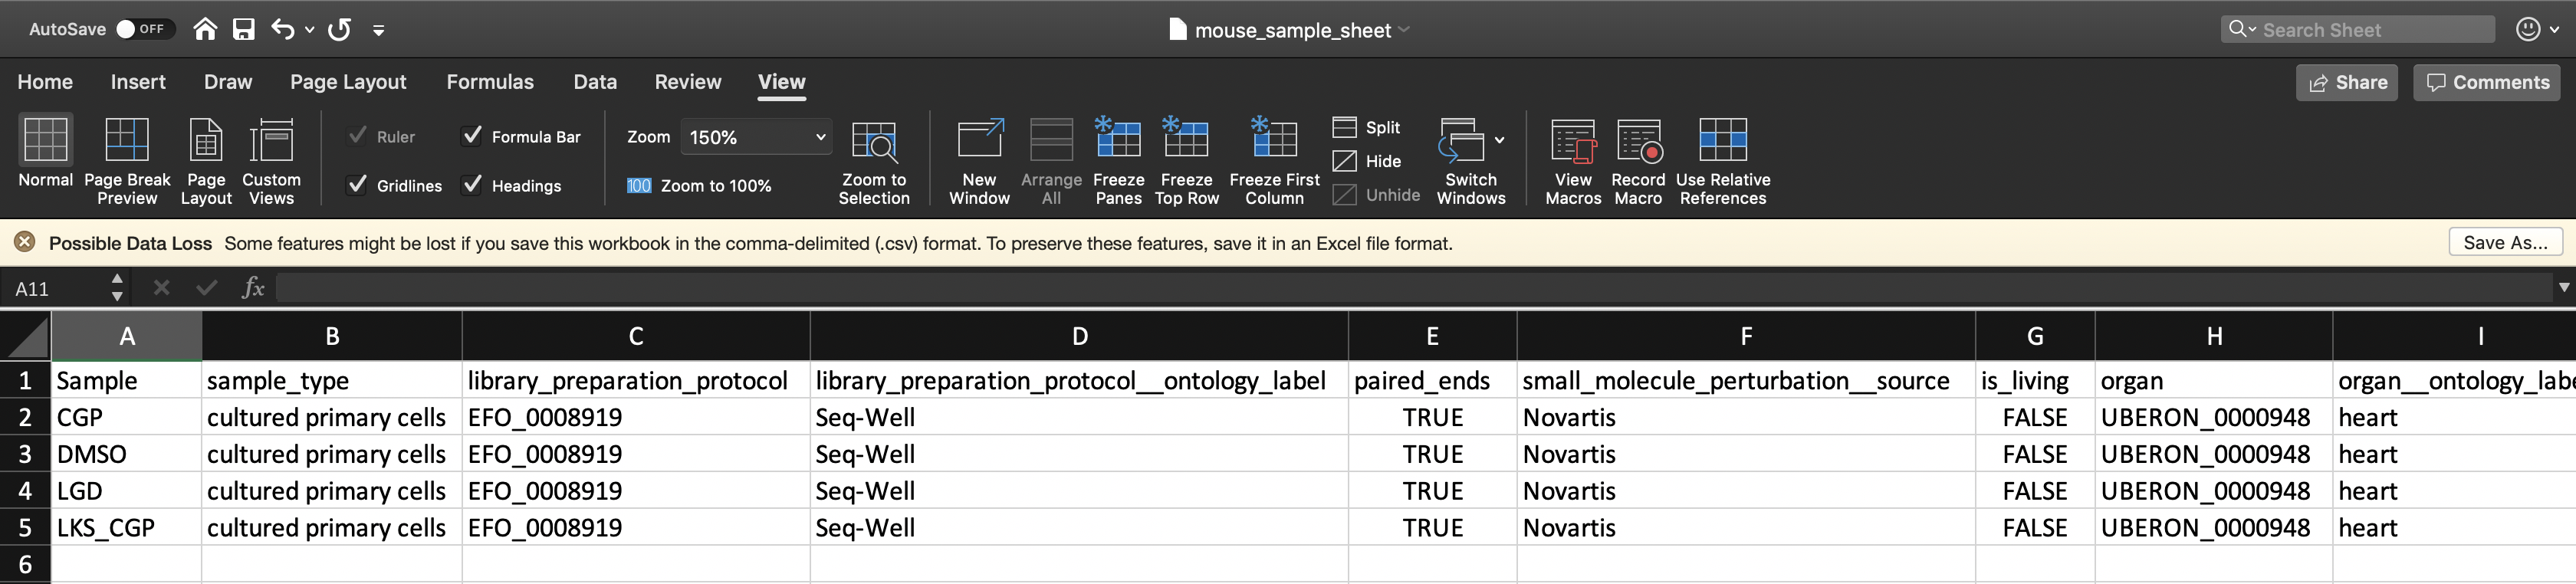 AutoSave OFF mouse_sample_sheet Search Sheet
Home Insert Draw Page Layout Formulas Data Review View Share Comments
Normal Page Break Preview Page Layout Custom Views
Ruler Formula Bar
Gridlines Headings
Zoom 150%
100 Zoom to 100%
Zoom to Selection
New Window Arrange All Freeze Panes Freeze Top Row Freeze First Column
Split
Hide
Unhide
Switch Windows View Macros Record Macro Use Relative References
Possible Data Loss Some features might be lost if you save this workbook in the comma-delimited (.csv) format. To preserve these features, save it in an Excel file format. Save As...
A11 fx
A B C D E F G H I
1 Sample sample_type library_preparation_protocol library_preparation_protocol__ontology_label paired_ends small_molecule_perturbation__source is_living organ organ__ontology_labe
2 CGP cultured primary cells EFO_0008919 Seq-Well TRUE Novartis FALSE UBERON_0000948 heart
3 DMSO cultured primary cells EFO_0008919 Seq-Well TRUE Novartis FALSE UBERON_0000948 heart
4 LGD cultured primary cells EFO_0008919 Seq-Well TRUE Novartis FALSE UBERON_0000948 heart
5 LKS_CGP cultured primary cells EFO_0008919 Seq-Well TRUE Novartis FALSE UBERON_0000948 heart
6